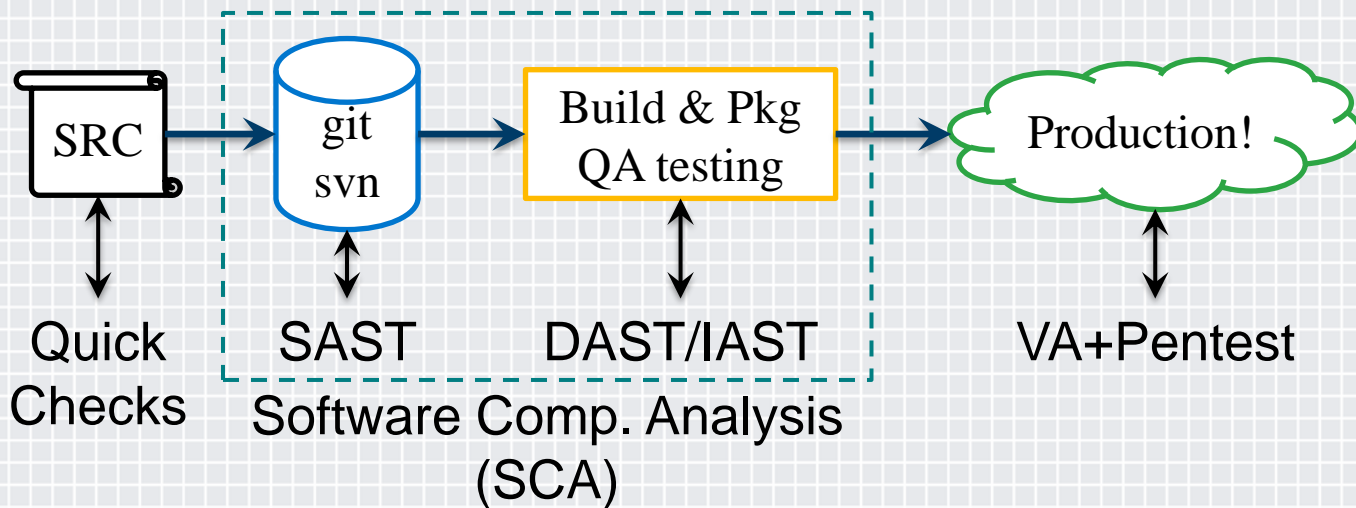 SRC
git
svn
Build & Pkg
QA testing
Production!
Quick
Checks
SAST
DAST/IAST
VA+Pentest
Software Comp. Analysis
(SCA)